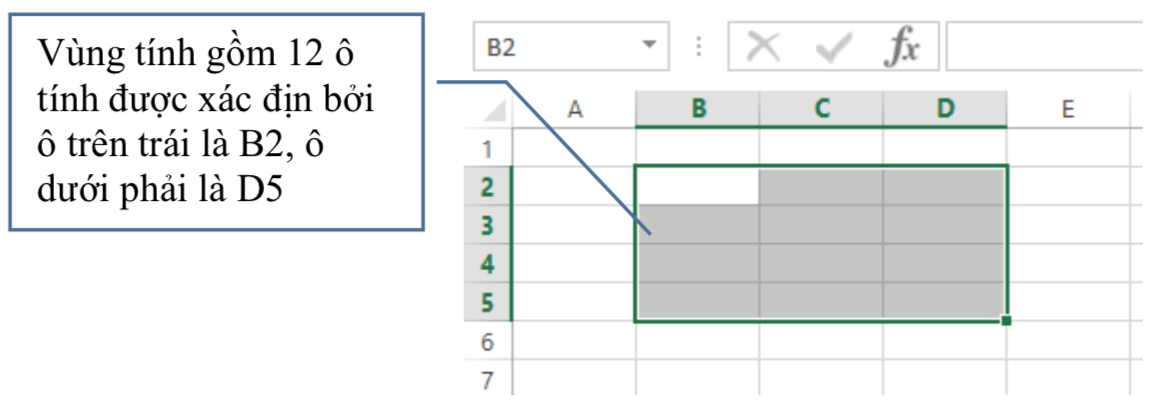 Vùng tính gồm 12 ô
tính được xác địn bởi
ô trên trái là B2, ô
dưới phải là D5
B2 fx
A B C D E
1
2
3
4
5
6
7